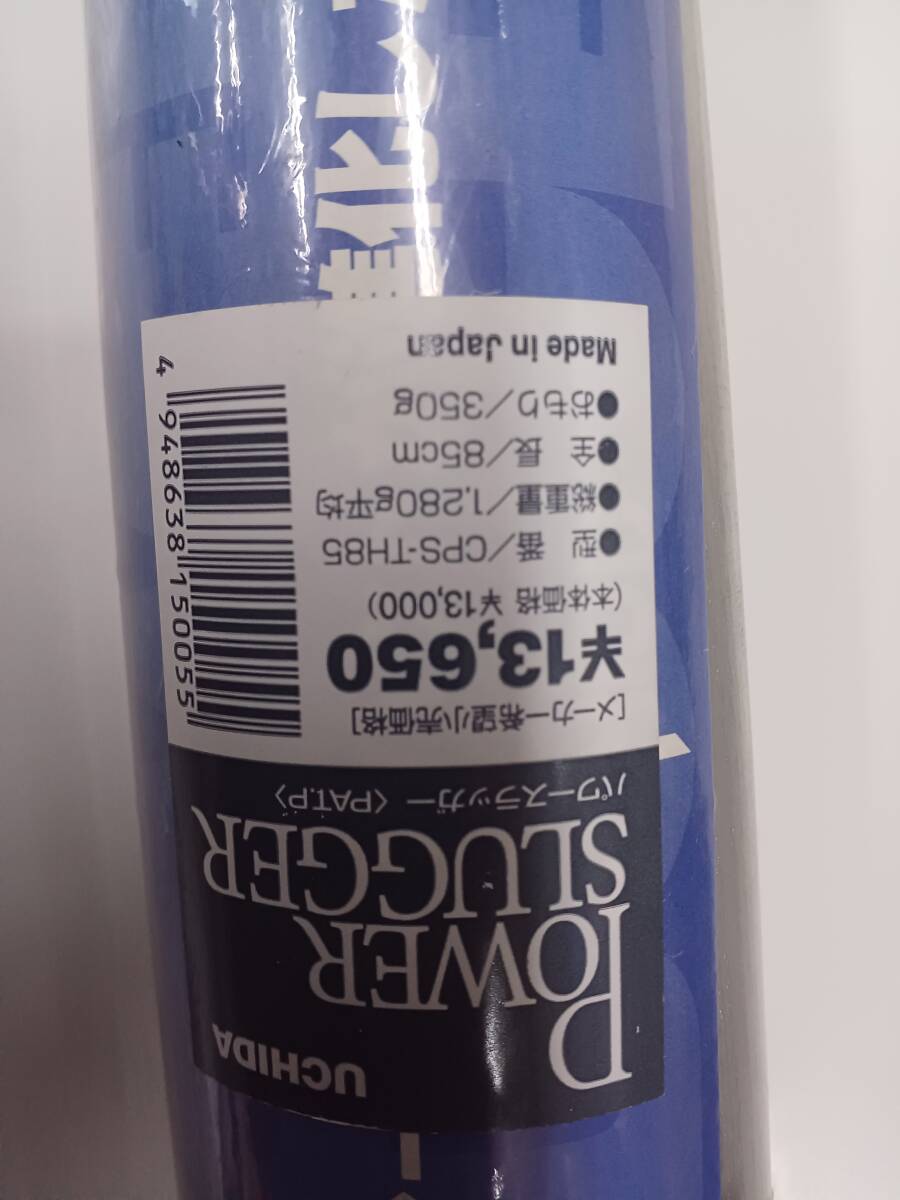 UCHIDA
POWER
SLUGGER
パワースラッガー〈PAT.P〉
[メーカー希望小売価格]
¥13,650
(本体価格 ¥13,000)
●型 番/CPS-TH85
●総重量/1,280g平均
●全 長/85cm
●おもり/350g
Made in Japan
4 948638 150055